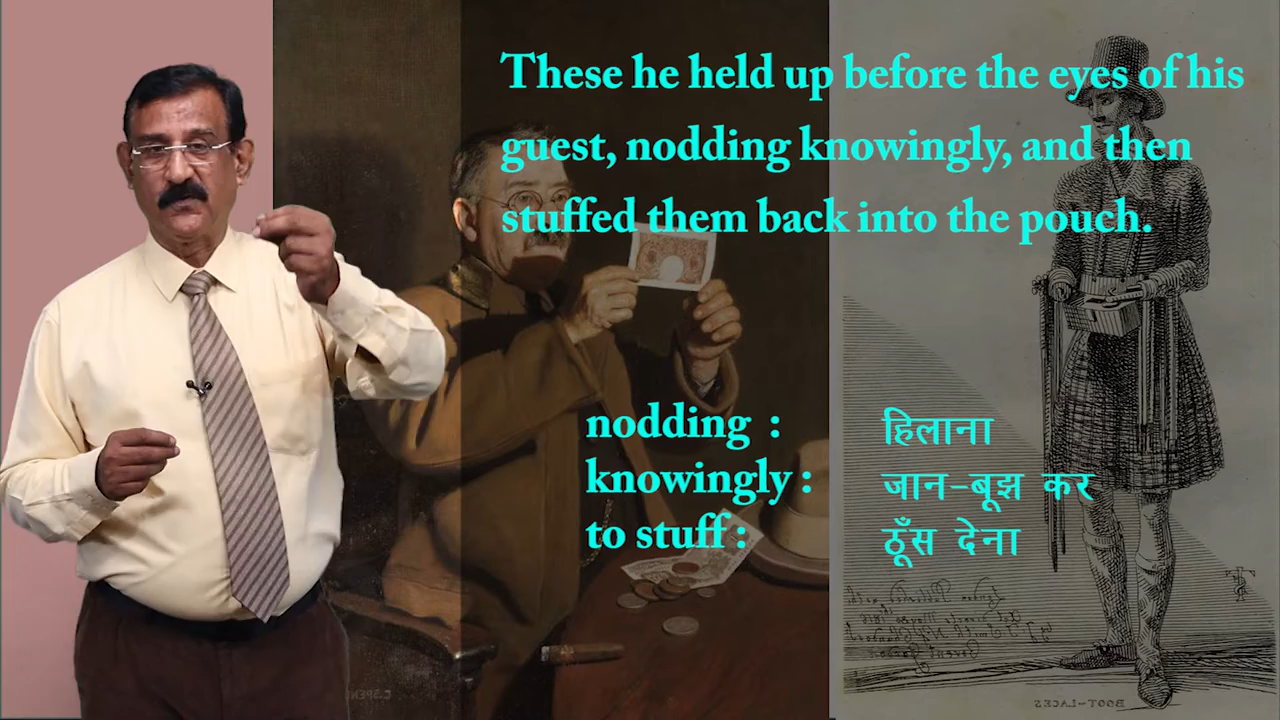 These he held up before the eyes of his
guest, nodding knowingly, and then
stuffed them back into the pouch.
nodding : हिलाना
knowingly : जान-बूझ कर
to stuff : ठूँस देना
BOOT-LACES